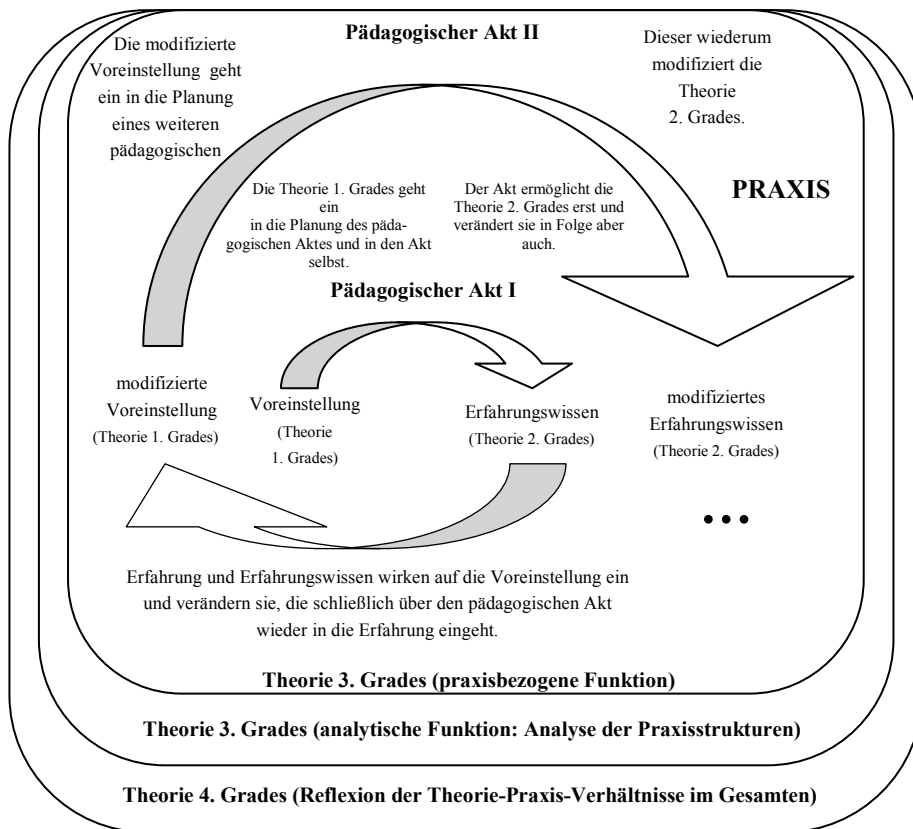 Pädagogischer Akt II
Die modifizierte
Voreinstellung geht
ein in die Planung
eines weiteren
pädagogischen
Dieser wiederum
modifiziert die
Theorie
2. Grades.
PRAXIS
Die Theorie 1. Grades geht
ein
in die Planung des päda-
gogischen Aktes und in den Akt
selbst.
Der Akt ermöglicht die
Theorie 2. Grades erst und
verändert sie in Folge aber
auch.
Pädagogischer Akt I
modifizierte
Voreinstellung
(Theorie 1. Grades)
Voreinstellung
(Theorie
1. Grades)
Erfahrungswissen
(Theorie 2. Grades)
modifiziertes
Erfahrungswissen
(Theorie 2. Grades)
...
Erfahrung und Erfahrungswissen wirken auf die Voreinstellung ein
und verändern sie, die schließlich über den pädagogischen Akt
wieder in die Erfahrung eingeht.
Theorie 3. Grades (praxisbezogene Funktion)
Theorie 3. Grades (analytische Funktion: Analyse der Praxisstrukturen)
Theorie 4. Grades (Reflexion der Theorie-Praxis-Verhältnisse im Gesamten)